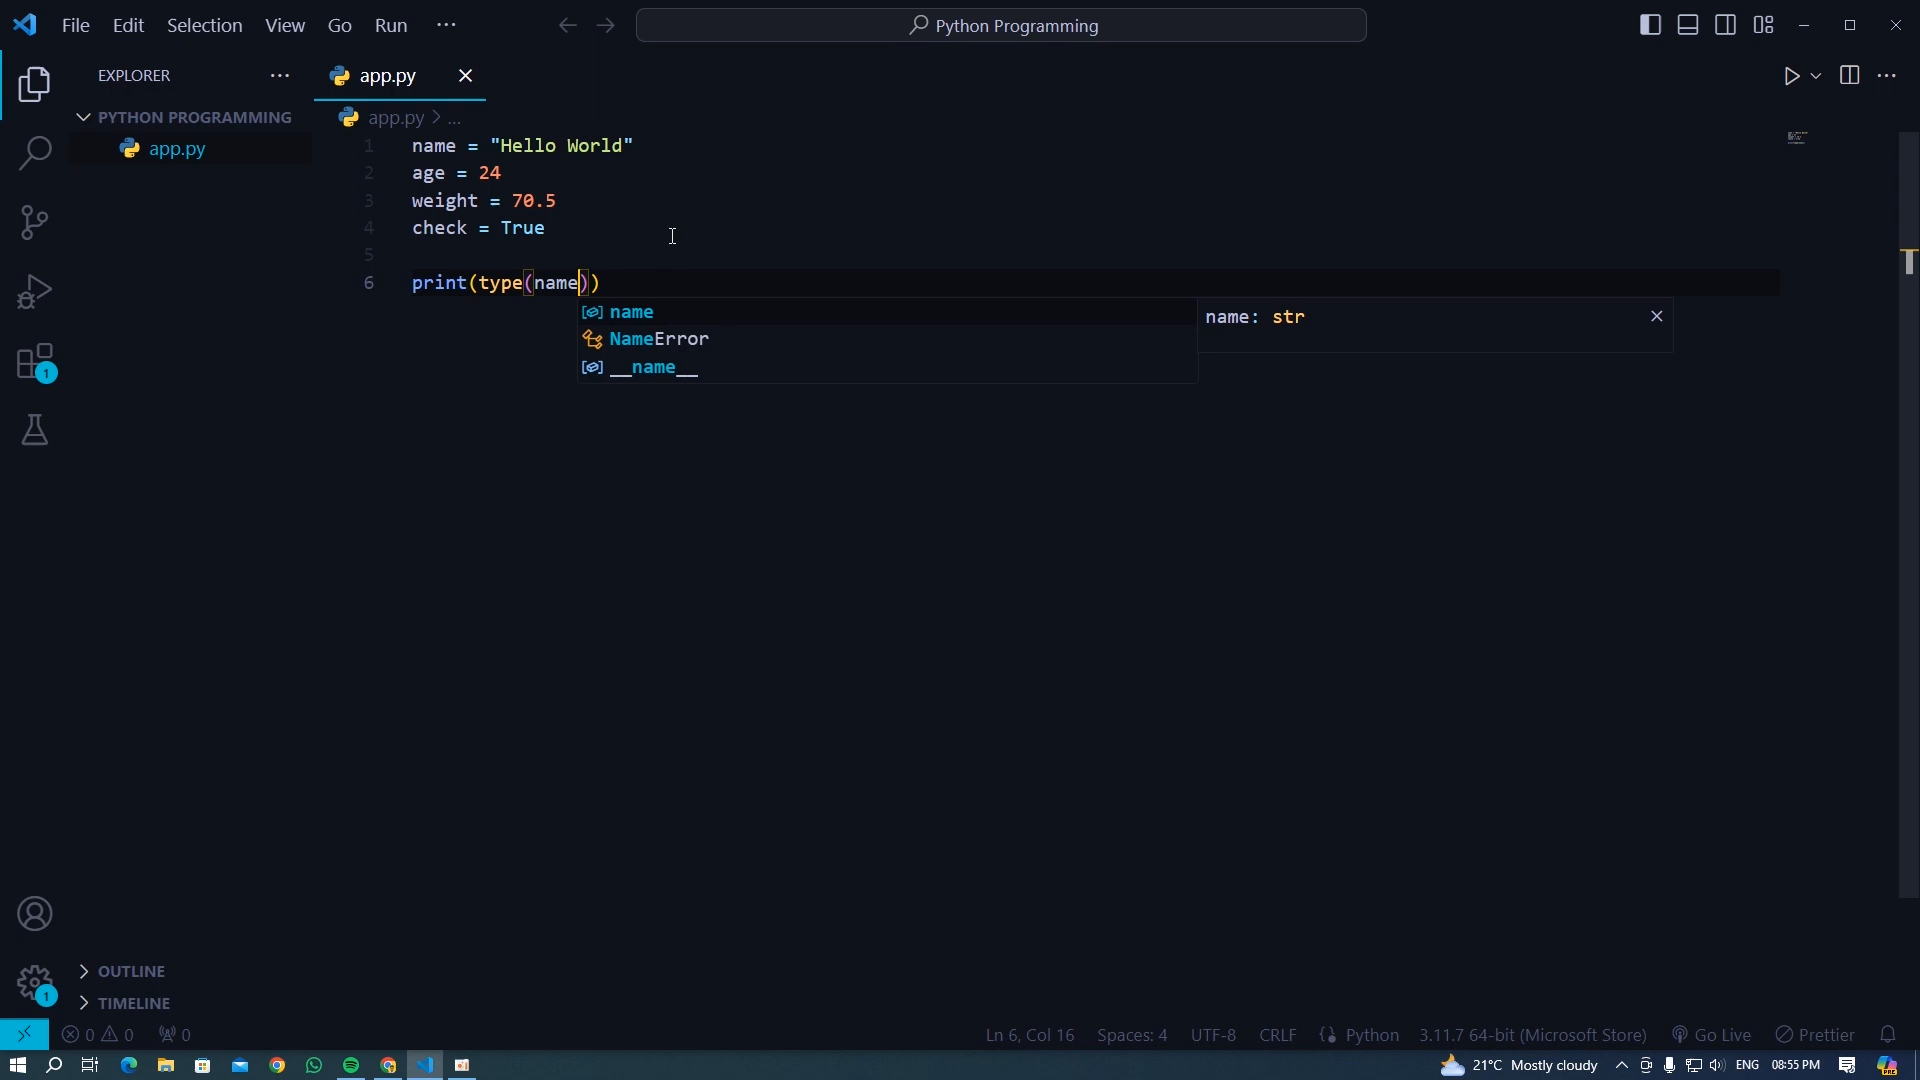 File Edit Selection View Go Run ···
Python Programming
EXPLORER ···
app.py
PYTHON PROGRAMMING
app.py
app.py > ...
1 name = "Hello World"
2 age = 24
3 weight = 70.5
4 check = True
5
6 print(type(name))
name
NameError
__name__
name: str
1
1
OUTLINE
TIMELINE
0 0 0
Ln 6, Col 16 Spaces: 4 UTF-8 CRLF Python 3.11.7 64-bit (Microsoft Store) Go Live Prettier
21°C Mostly cloudy ENG 08:55 PM
PRE